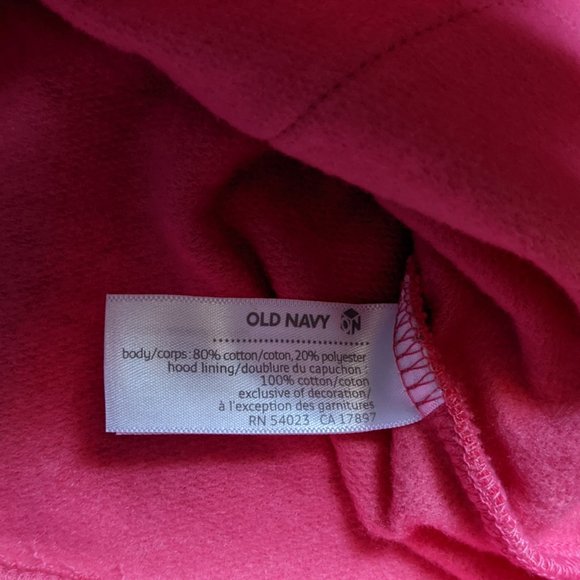 OLD NAVY ON
body/corps: 80% cotton/coton, 20% polyester
hood lining/doublure du capuchon :
100% cotton/coton
exclusive of decoration/
à l'exception des garnitures
RN 54023 CA 17897